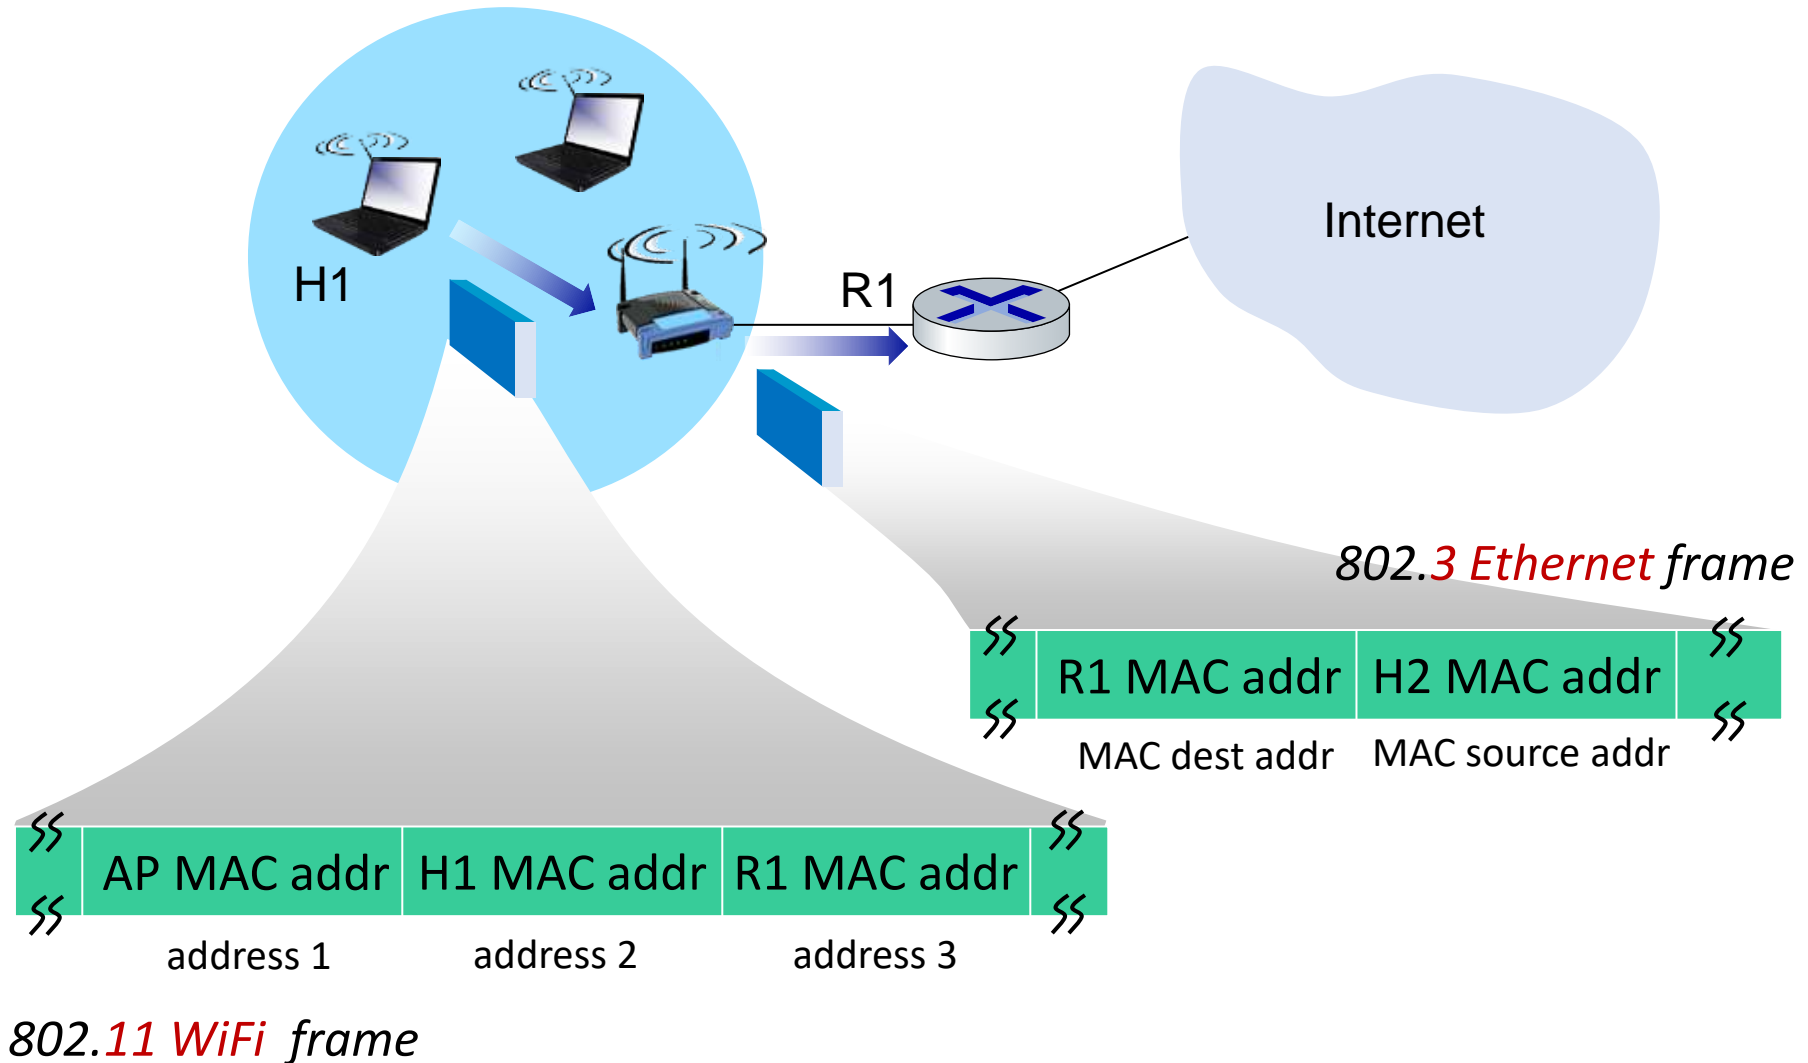 H1
R1
Internet
802.3 Ethernet frame
R1 MAC addr
H2 MAC addr
MAC dest addr
MAC source addr
AP MAC addr
H1 MAC addr
R1 MAC addr
address 1
address 2
address 3
802.11 WiFi frame